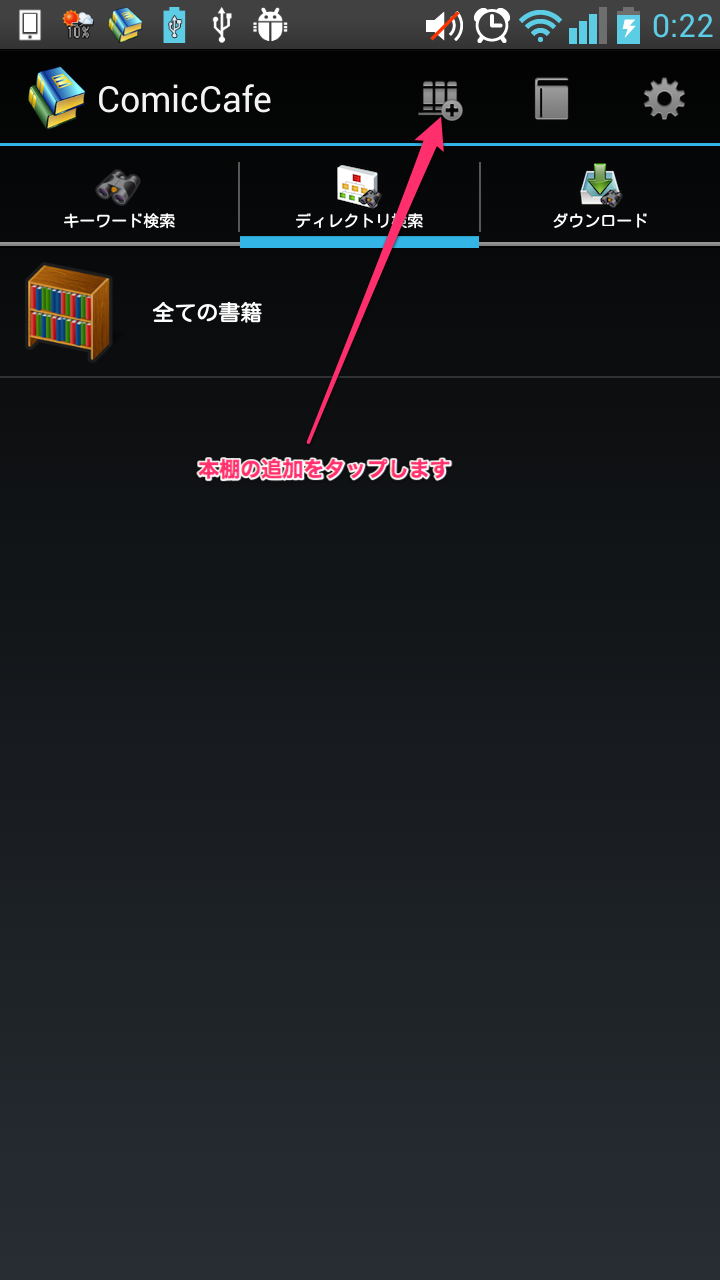 10%
0:22
ComicCafe
キーワード検索
ディレクトリ検索
ダウンロード
全ての書籍
本棚の追加をタップします